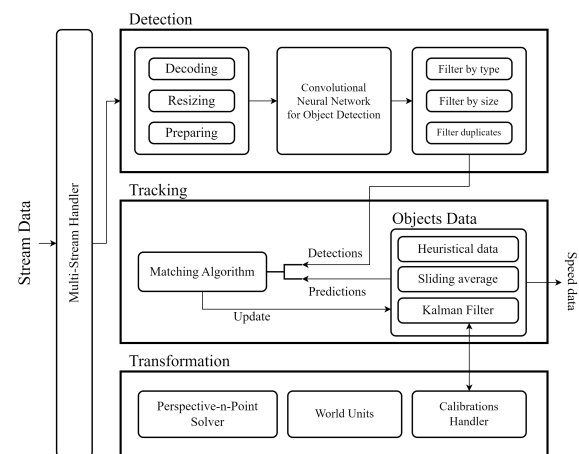 Detection
Decoding
Resizing
Preparing
Convolutional
Neural Network
for Object Detection
Filter by type
Filter by size
Filter duplicates
Stream Data
Multi-Stream Handler
Tracking
Objects Data
Matching Algorithm
Detections
Predictions
Update
Heuristical data
Sliding average
Kalman Filter
Speed data
Transformation
Perspective-n-Point
Solver
World Units
Calibrations
Handler